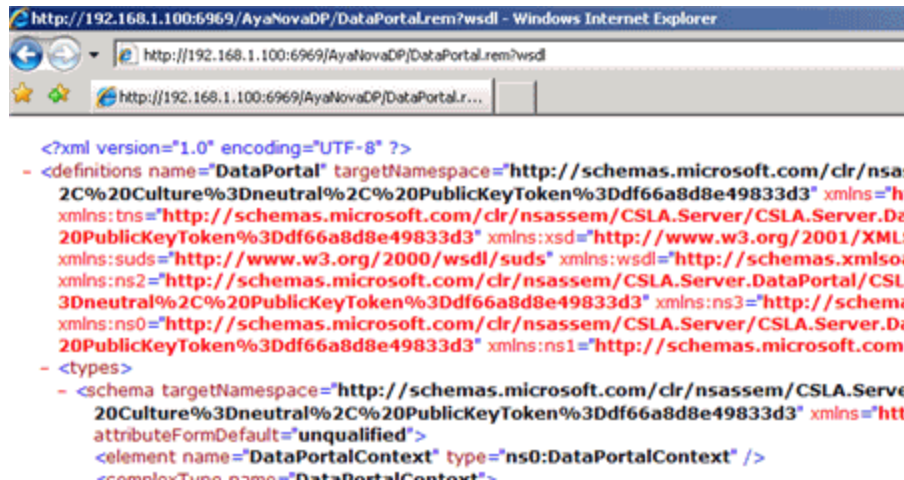 http://192.168.1.100:6969/AyaNovaDP/DataPortal.rem?wsdl - Windows Internet Explorer
http://192.168.1.100:6969/AyaNovaDP/DataPortal.rem?wsdl
http://192.168.1.100:6969/AyaNovaDP/DataPortal.r...
<?xml version="1.0" encoding="UTF-8" ?>
- <definitions name="DataPortal" targetNamespace="http://schemas.microsoft.com/clr/nsas
2C%20Culture%3Dneutral%2C%20PublicKeyToken%3Ddf66a8d8e49833d3" xmlns="h
xmlns:tns="http://schemas.microsoft.com/clr/nsassem/CSLA.Server/CSLA.Server.Da
20PublicKeyToken%3Ddf66a8d8e49833d3" xmlns:xsd="http://www.w3.org/2001/XMLS
xmlns:suds="http://www.w3.org/2000/wsdl/suds" xmlns:wsdl="http://schemas.xmlsoa
xmlns:ns2="http://schemas.microsoft.com/clr/nsassem/CSLA.Server.DataPortal/CSL
3Dneutral%2C%20PublicKeyToken%3Ddf66a8d8e49833d3" xmlns:ns3="http://schema
xmlns:ns0="http://schemas.microsoft.com/clr/nsassem/CSLA.Server/CSLA.Server.Da
20PublicKeyToken%3Ddf66a8d8e49833d3" xmlns:ns1="http://schemas.microsoft.com
- <types>
- <schema targetNamespace="http://schemas.microsoft.com/clr/nsassem/CSLA.Serve
20Culture%3Dneutral%2C%20PublicKeyToken%3Ddf66a8d8e49833d3" xmlns="htt
attributeFormDefault="unqualified">
<element name="DataPortalContext" type="ns0:DataPortalContext" />
<complexType name="DataPortalContext">